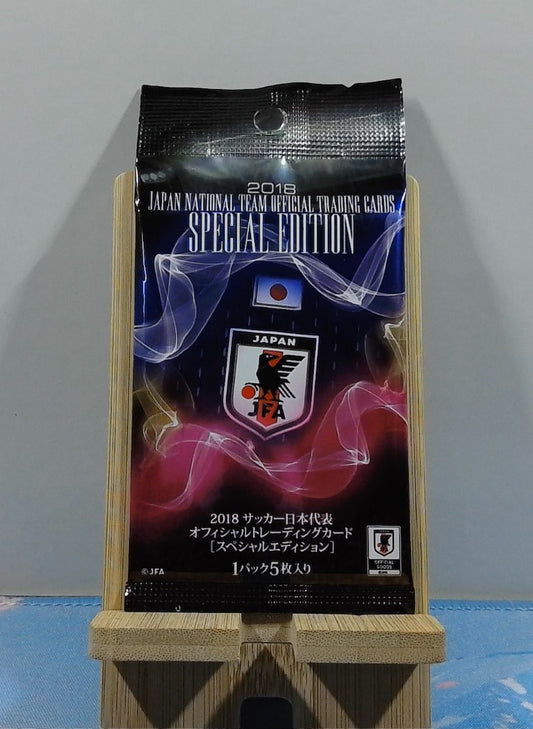 2018
JAPAN NATIONAL TEAM OFFICIAL TRADING CARDS
SPECIAL EDITION
JAPAN
JFA
2018 サッカー日本代表
オフィシャルトレーディングカード
[スペシャルエディション]
1パック5枚入り
©JFA
OFFICIAL
GOODS